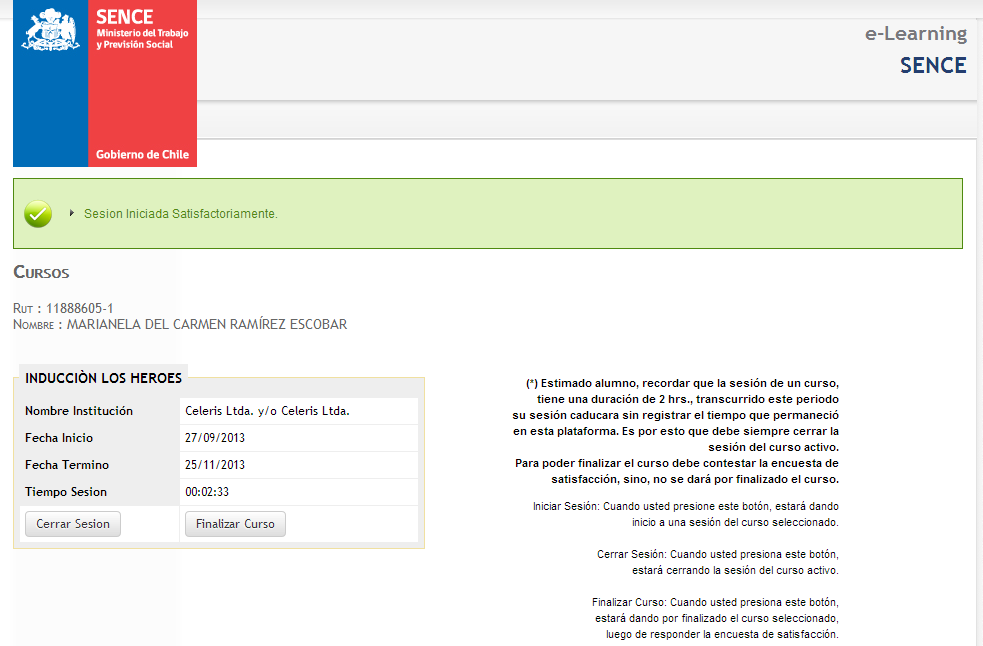 SENCE
Ministerio del Trabajo
y Previsión Social
Gobierno de Chile
e-Learning
SENCE
Sesion Iniciada Satisfactoriamente.
Cursos
Rut : 11888605-1
Nombre : MARIANELA DEL CARMEN RAMÍREZ ESCOBAR
INDUCCIÒN LOS HEROES
Nombre Institución Celeris Ltda. y/o Celeris Ltda.
Fecha Inicio 27/09/2013
Fecha Termino 25/11/2013
Tiempo Sesion 00:02:33
Cerrar Sesion Finalizar Curso
(*) Estimado alumno, recordar que la sesión de un curso,
tiene una duración de 2 hrs., transcurrido este periodo
su sesión caducara sin registrar el tiempo que permaneció
en esta plataforma. Es por esto que debe siempre cerrar la
sesión del curso activo.
Para poder finalizar el curso debe contestar la encuesta de
satisfacción, sino, no se dará por finalizado el curso.
Iniciar Sesión: Cuando usted presione este botón, estará dando
inicio a una sesión del curso seleccionado.
Cerrar Sesión: Cuando usted presiona este botón,
estará cerrando la sesión del curso activo.
Finalizar Curso: Cuando usted presiona este botón,
estará dando por finalizado el curso seleccionado,
luego de responder la encuesta de satisfacción.